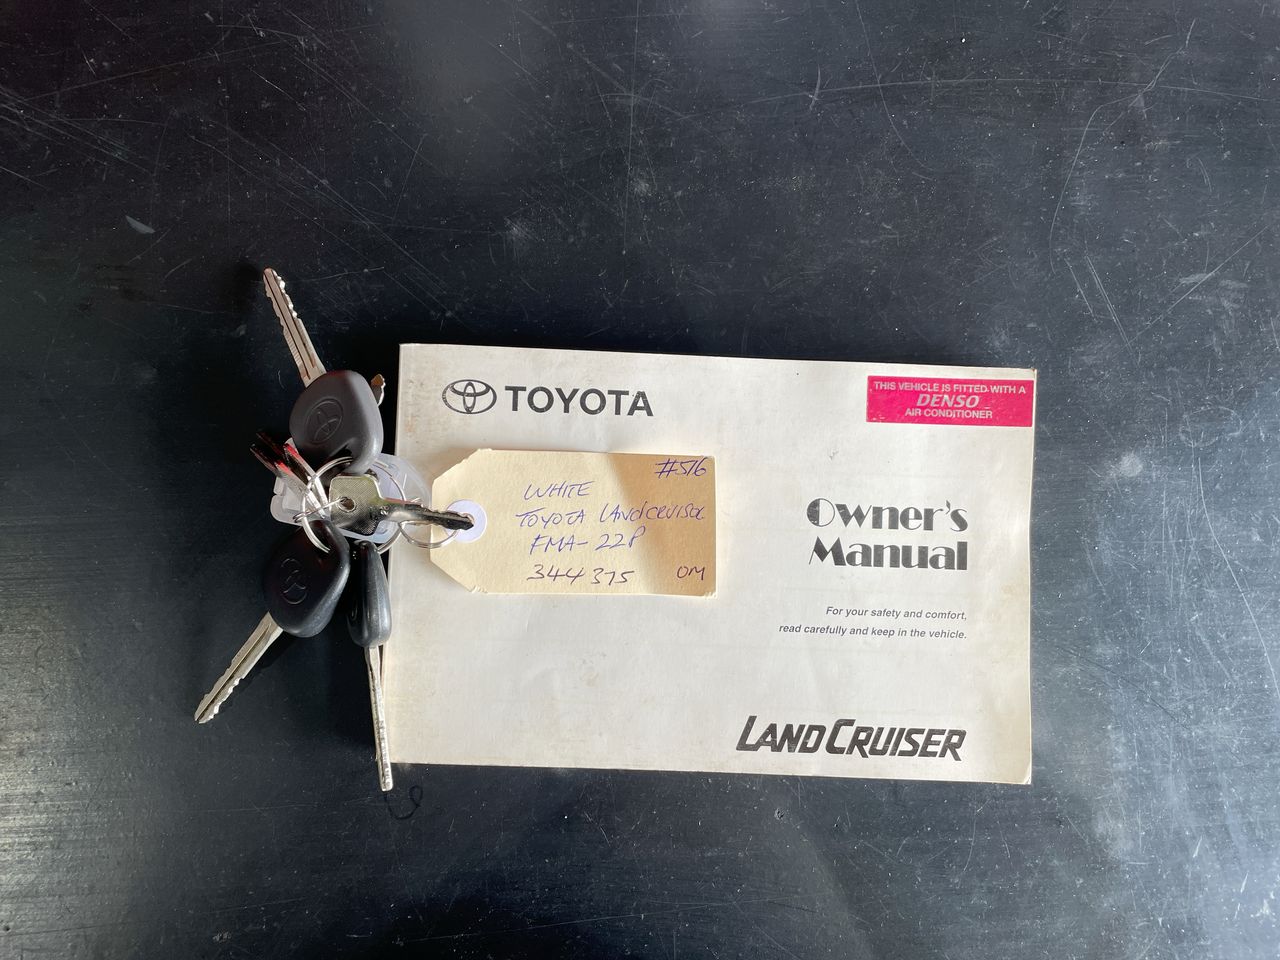 TOYOTA
THIS VEHICLE IS FITTED WITH A
DENSO
AIR CONDITIONER
#516
WHITE
TOYOTA LANDCRUISER
FMA-22P
344375 OM
Owner's
Manual
For your safety and comfort,
read carefully and keep in the vehicle.
LANDCRUISER